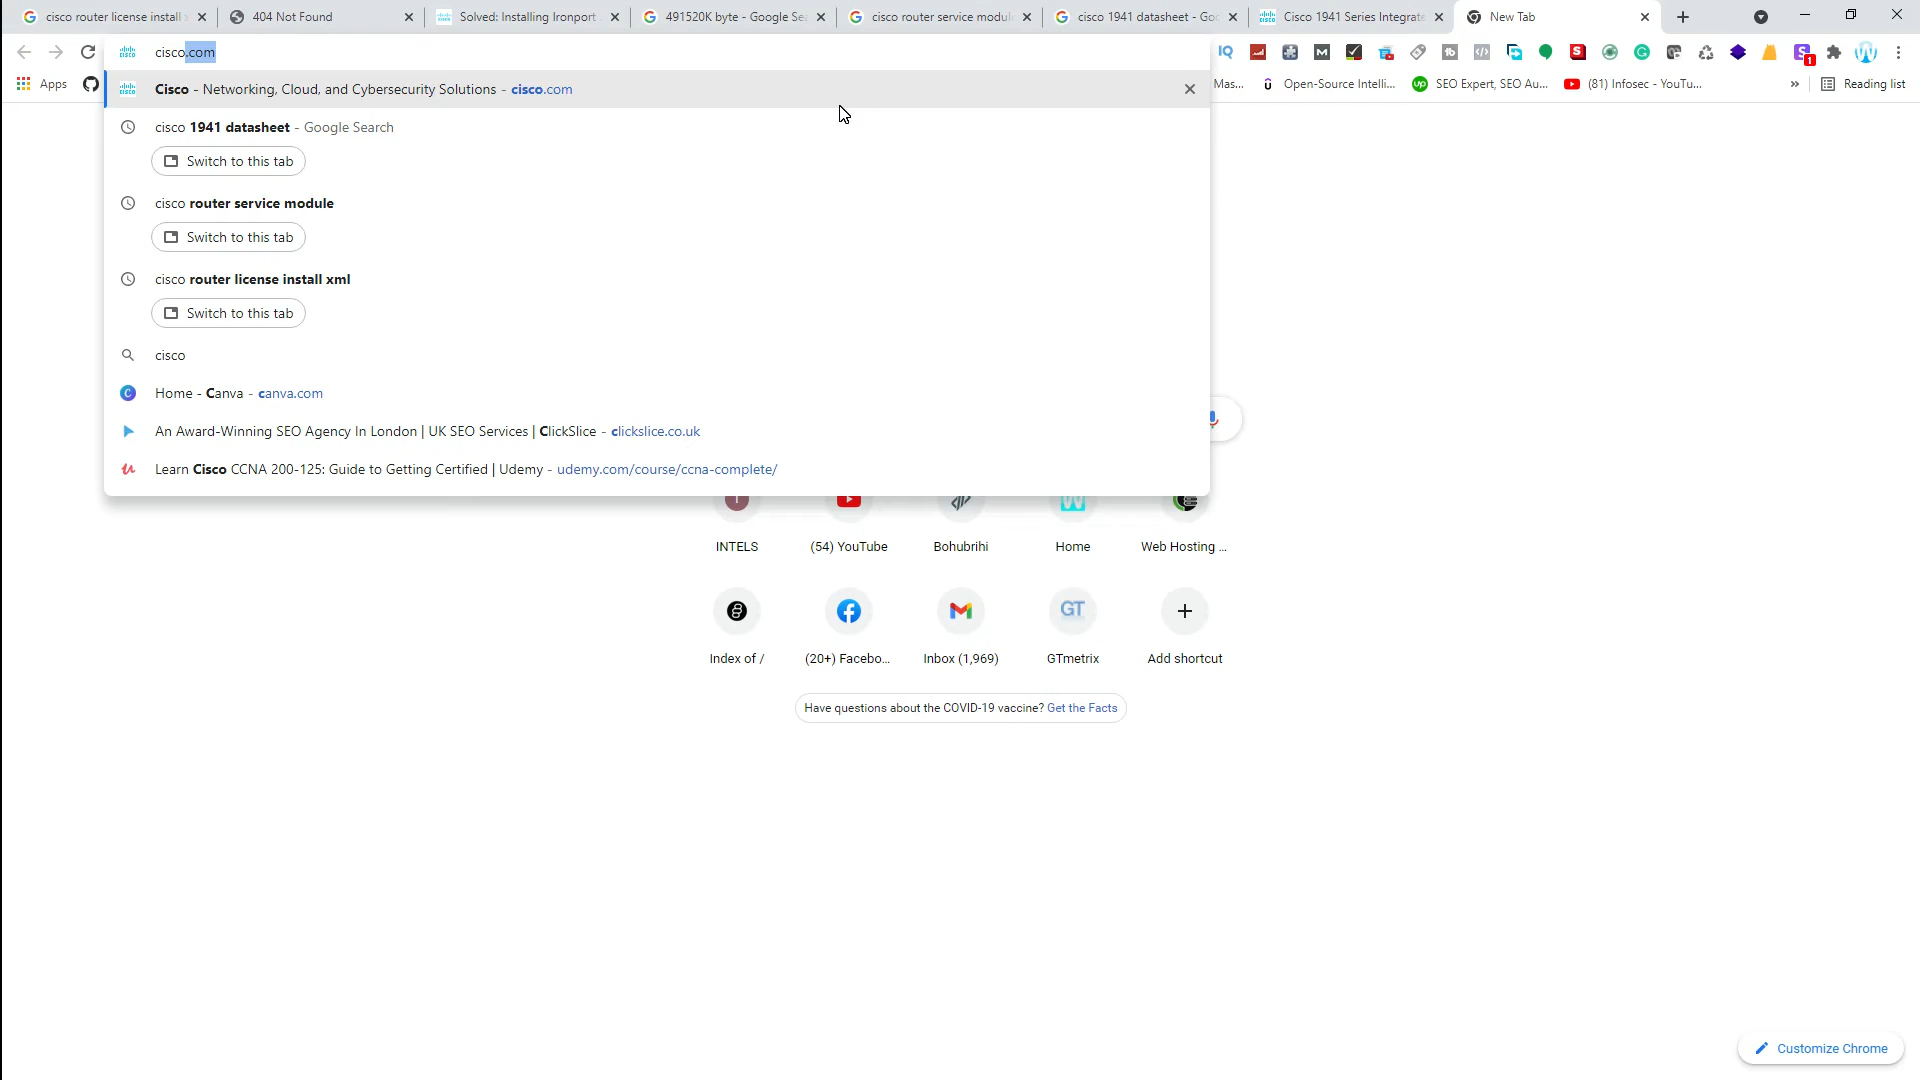 cisco router license install x
404 Not Found
Solved: Installing Ironport
491520K byte - Google Se
cisco router service modul
cisco 1941 datasheet - Goo
Cisco 1941 Series Integrate
New Tab
cisco.com
1
Apps
Mas...
Open-Source Intelli...
SEO Expert, SEO Au...
(81) Infosec - YouTu...
Reading list
Cisco - Networking, Cloud, and Cybersecurity Solutions - cisco.com
cisco 1941 datasheet - Google Search
Switch to this tab
cisco router service module
Switch to this tab
cisco router license install xml
Switch to this tab
cisco
Home - Canva - canva.com
An Award-Winning SEO Agency In London | UK SEO Services | ClickSlice - clickslice.co.uk
Learn Cisco CCNA 200-125: Guide to Getting Certified | Udemy - udemy.com/course/ccna-complete/
INTELS
(54) YouTube
Bohubrihi
Home
Web Hosting ...
GT
Index of /
(20+) Facebo...
Inbox (1,969)
GTmetrix
Add shortcut
Have questions about the COVID-19 vaccine? Get the Facts
Customize Chrome